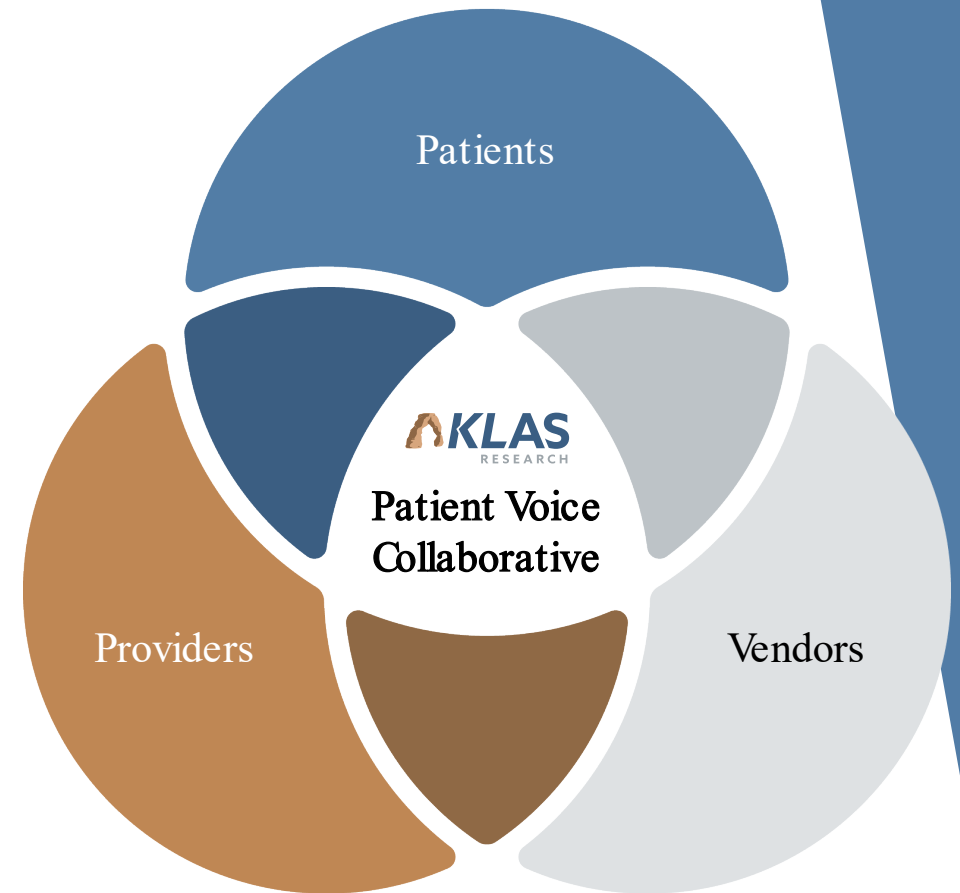 Patients
KLAS
RESEARCH
Patient Voice
Collaborative
Providers
Vendors